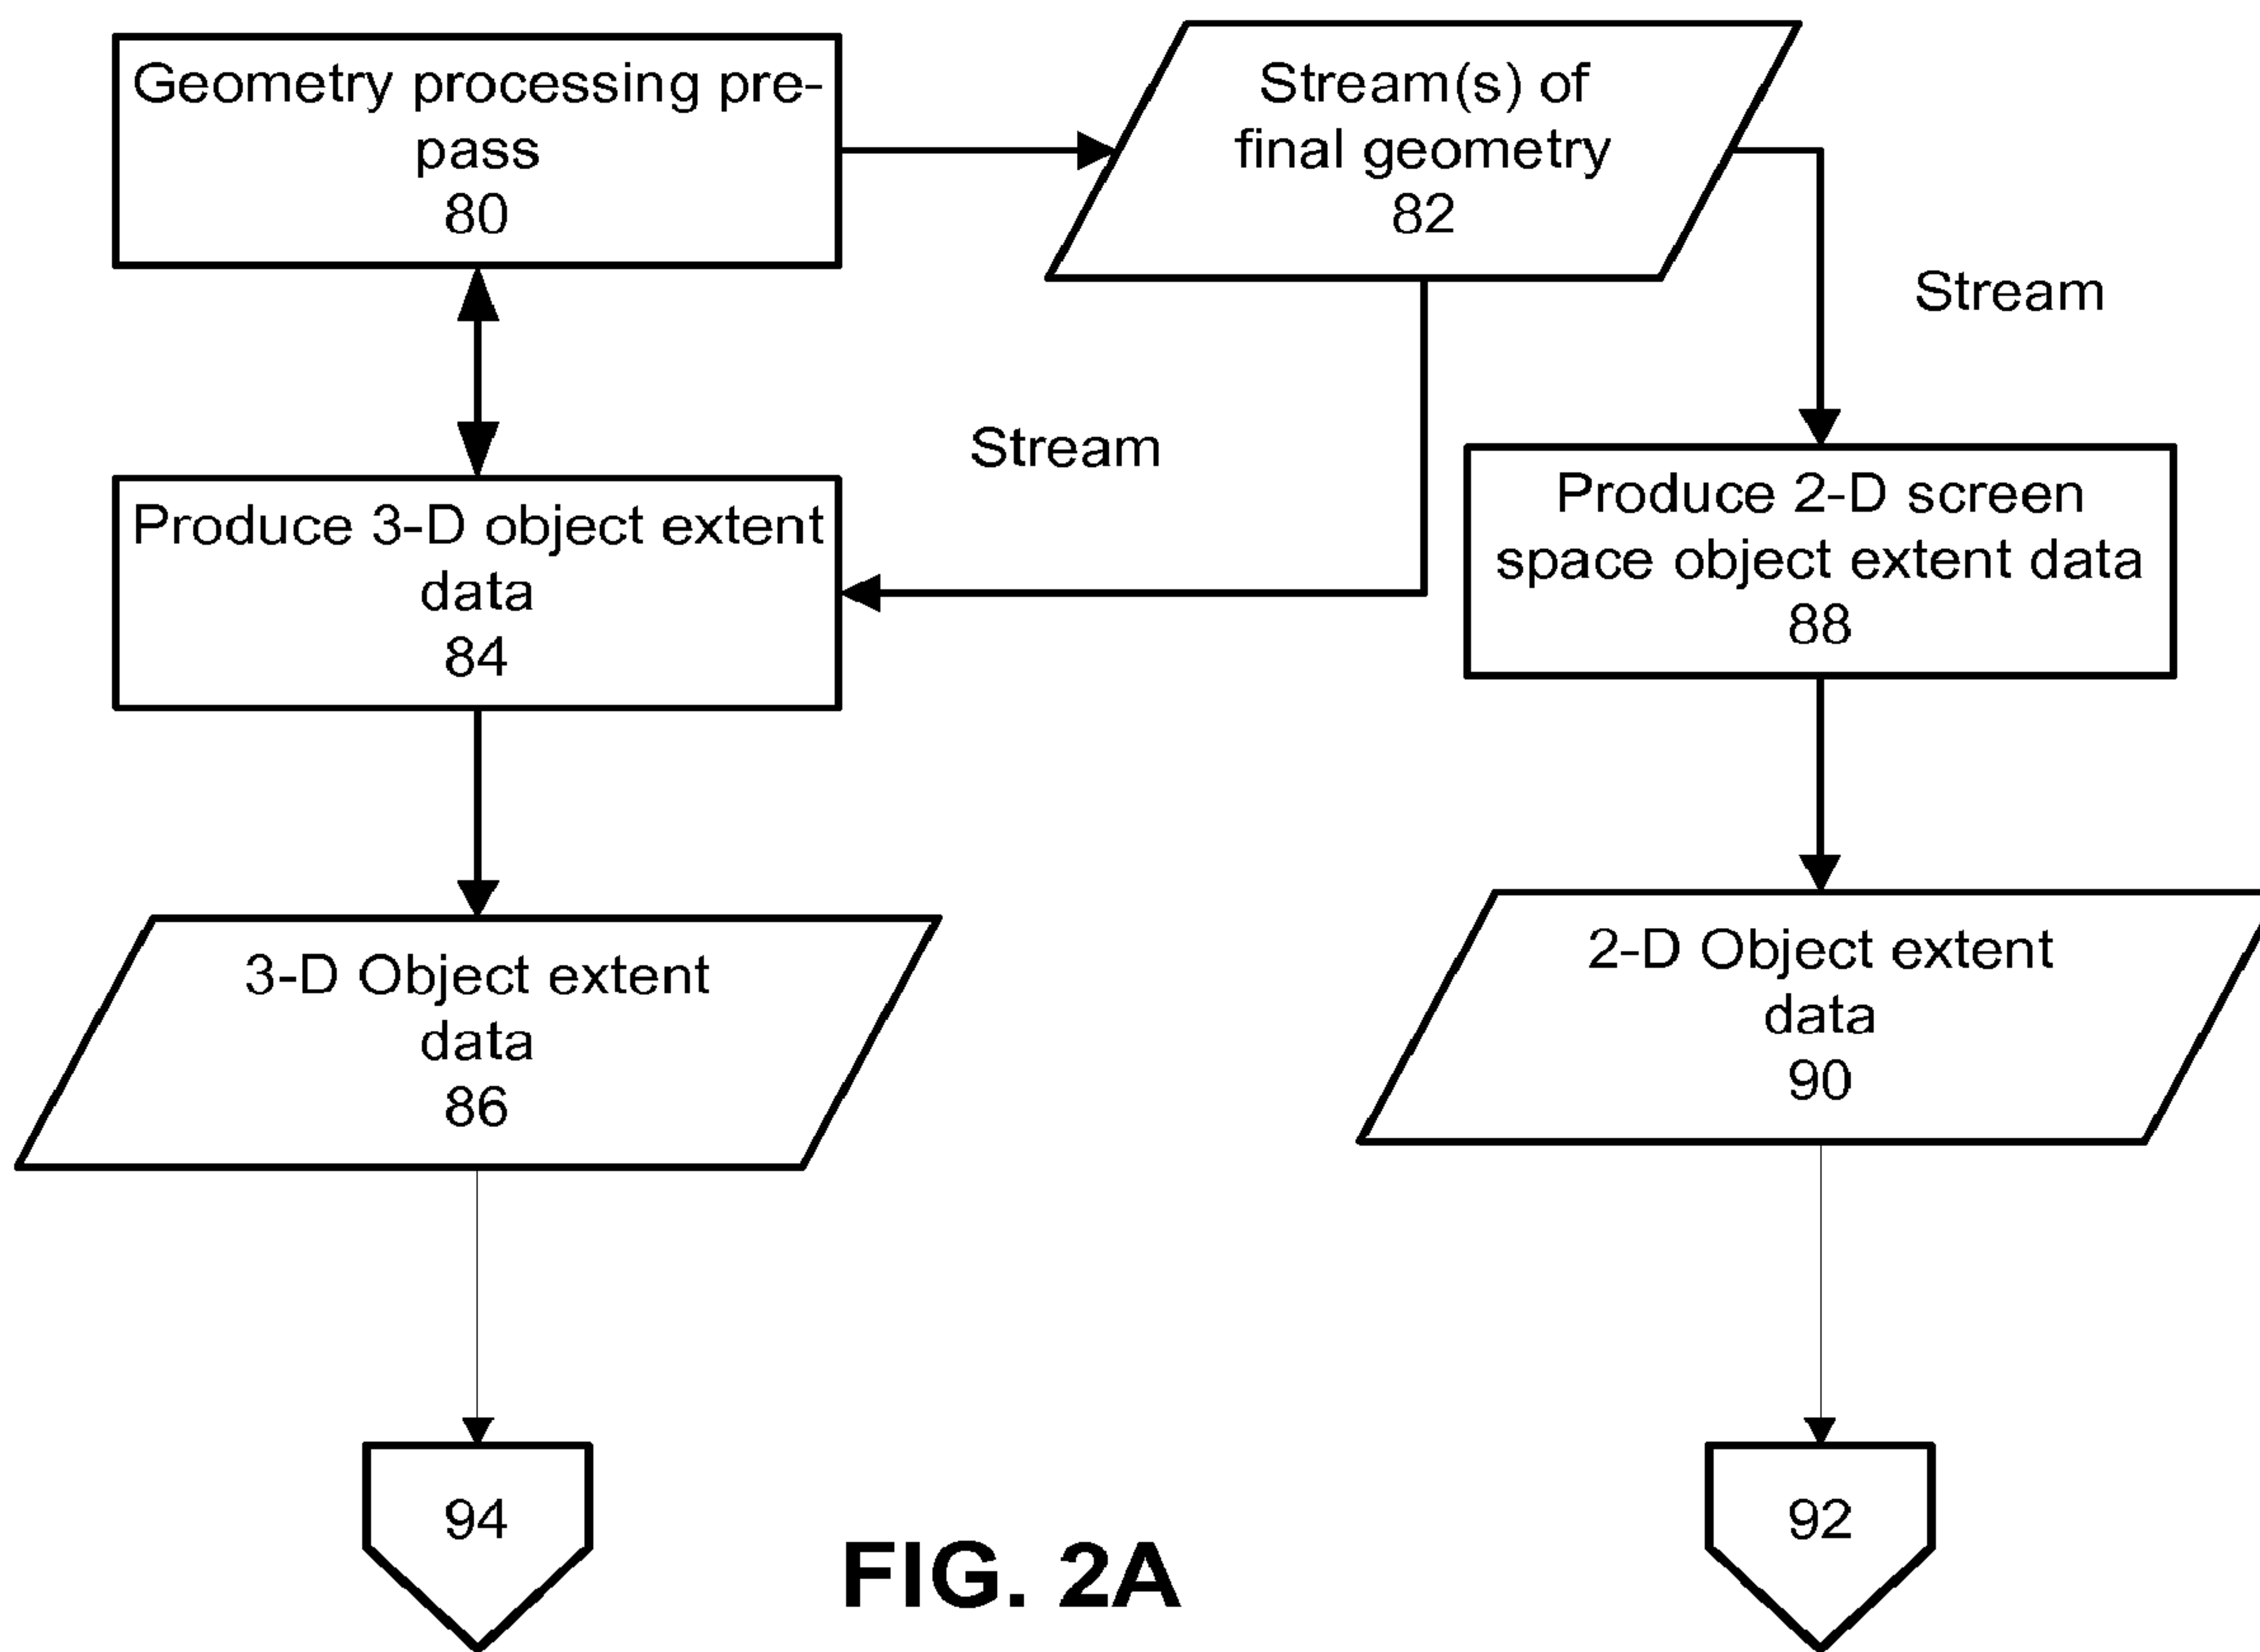 Geometry processing pre-
pass
80
Stream(s) of
final geometry
82
Stream
Stream
Produce 3-D object extent
data
84
Produce 2-D screen
space object extent data
88
3-D Object extent
data
86
2-D Object extent
data
90
94
92
FIG. 2A